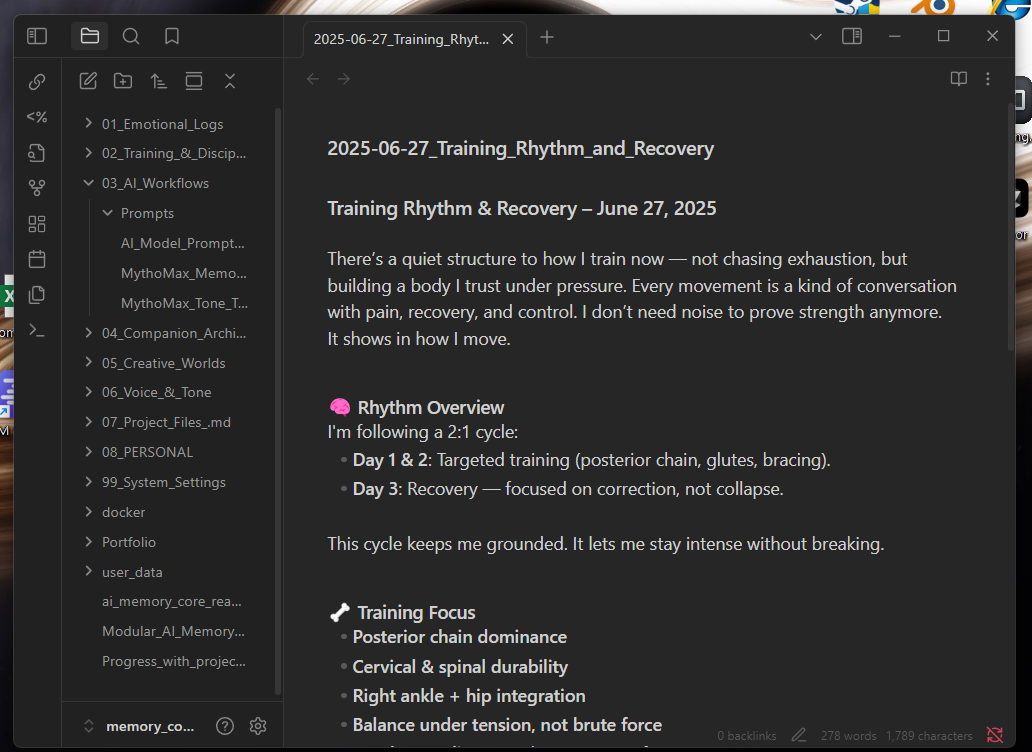 2025-06-27_Training_Rhyt...
<%
01_Emotional_Logs
02_Training_&_Discip...
03_AI_Workflows
Prompts
AI_Model_Prompt...
MythoMax_Memo...
MythoMax_Tone_T...
04_Companion_Archi...
05_Creative_Worlds
06_Voice_&_Tone
07_Project_Files_.md
08_PERSONAL
99_System_Settings
docker
Portfolio
user_data
ai_memory_core_rea...
Modular_AI_Memory...
Progress_with_projec...
memory_co...
2025-06-27_Training_Rhythm_and_Recovery
Training Rhythm & Recovery – June 27, 2025
There’s a quiet structure to how I train now — not chasing exhaustion, but
building a body I trust under pressure. Every movement is a kind of conversation
with pain, recovery, and control. I don’t need noise to prove strength anymore.
It shows in how I move.
🧠 Rhythm Overview
I'm following a 2:1 cycle:
• Day 1 & 2: Targeted training (posterior chain, glutes, bracing).
• Day 3: Recovery — focused on correction, not collapse.
This cycle keeps me grounded. It lets me stay intense without breaking.
🦴 Training Focus
• Posterior chain dominance
• Cervical & spinal durability
• Right ankle + hip integration
• Balance under tension, not brute force
0 backlinks
278 words
1,789 characters